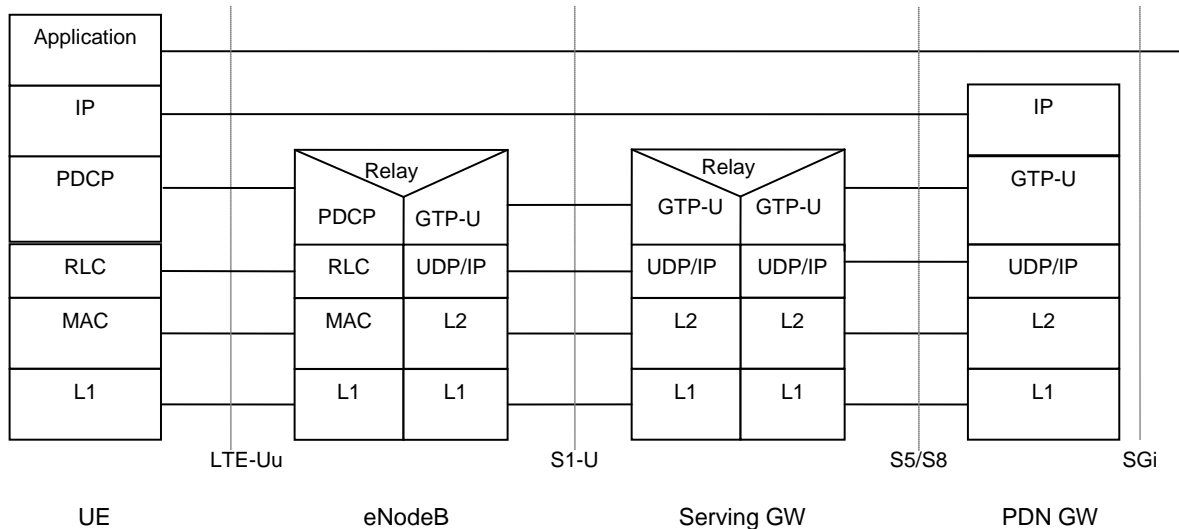 Application
IP
IP
Relay
Relay
PDCP
GTP-U
PDCP
GTP-U
GTP-U
GTP-U
RLC
RLC
UDP/IP
UDP/IP
UDP/IP
UDP/IP
MAC
MAC
L2
L2
L2
L2
L1
L1
L1
L1
L1
L1
LTE-Uu
S1-U
S5/S8
SGi
UE
eNodeB
Serving GW
PDN GW